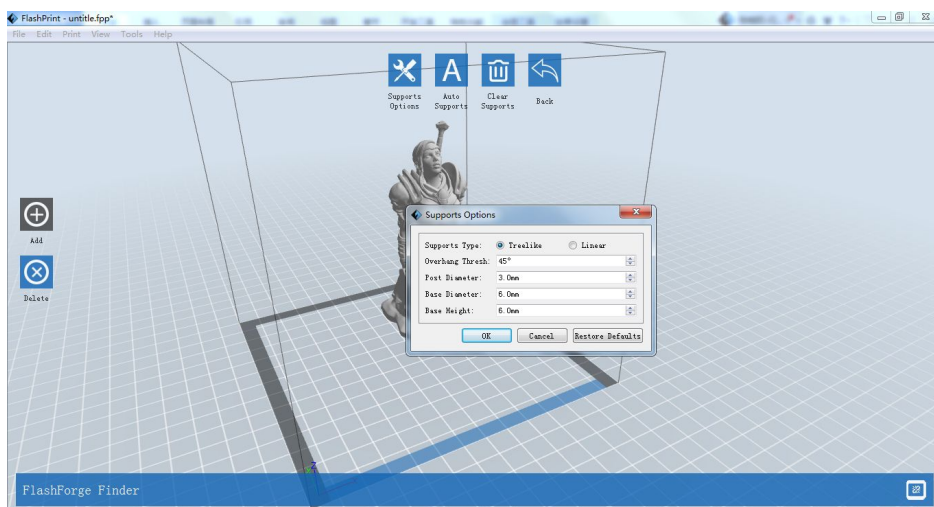 FlashPrint - untitle.fpp*
File Edit Print View Tools Help
Supports Options
Auto Supports
Clear Supports
Back
Add
Delete
Supports Options
Supports Type: Treelike Linear
Overhang Thresh: 45°
Post Diameter: 3.0mm
Base Diameter: 6.0mm
Base Height: 6.0mm
OK Cancel Restore Defaults
Z
FlashForge Finder